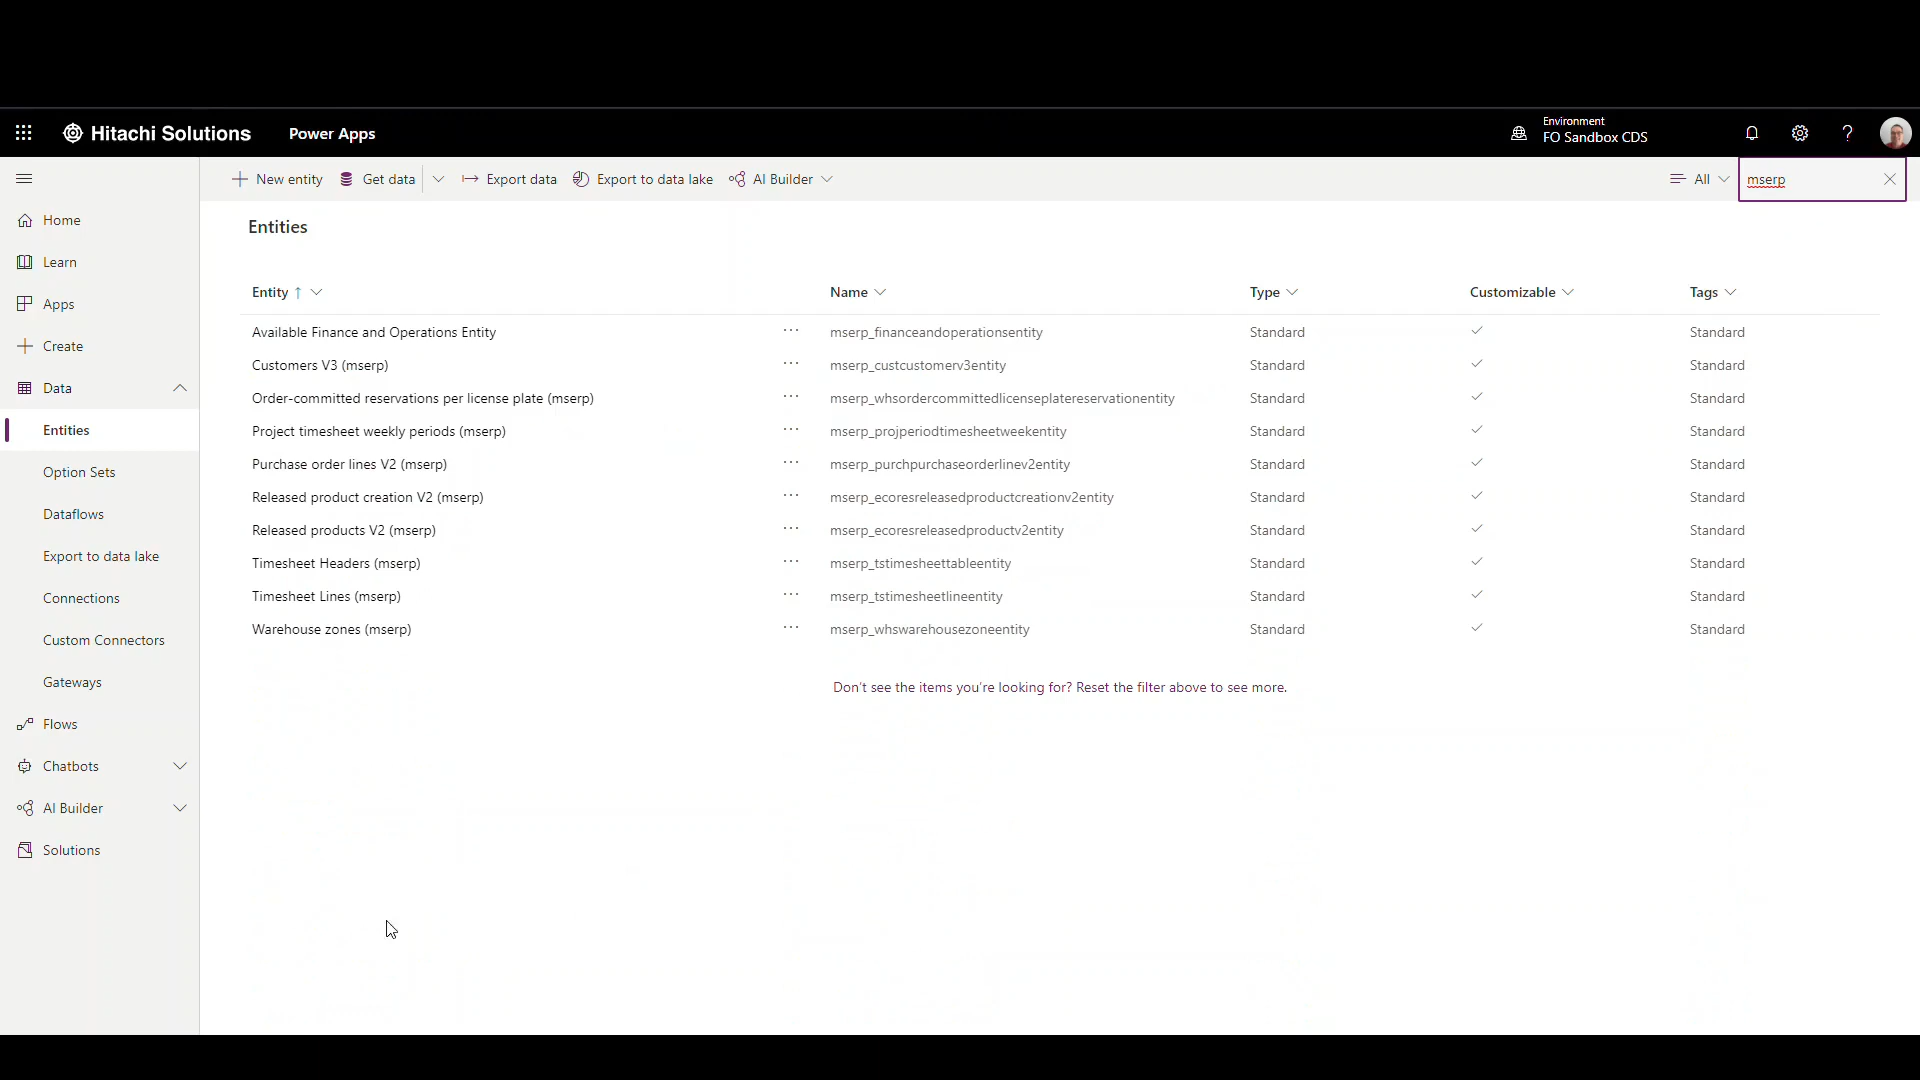 Hitachi Solutions Power Apps Environment
FO Sandbox CDS
New entity Get data Export data Export to data lake AI Builder All mserp
Home
Learn
Apps
Create
Data
Entities
Option Sets
Dataflows
Export to data lake
Connections
Custom Connectors
Gateways
Flows
Chatbots
AI Builder
Solutions
Entities
Entity ↑ Name Type Customizable Tags
Available Finance and Operations Entity ··· mserp_financeandoperationsentity Standard ✓ Standard
Customers V3 (mserp) ··· mserp_custcustomerv3entity Standard ✓ Standard
Order-committed reservations per license plate (mserp) ··· mserp_whsordercommittedlicenseplatereservationentity Standard ✓ Standard
Project timesheet weekly periods (mserp) ··· mserp_projperiodtimesheetweekentity Standard ✓ Standard
Purchase order lines V2 (mserp) ··· mserp_purchpurchaseorderlinev2entity Standard ✓ Standard
Released product creation V2 (mserp) ··· mserp_ecoresreleasedproductcreationv2entity Standard ✓ Standard
Released products V2 (mserp) ··· mserp_ecoresreleasedproductv2entity Standard ✓ Standard
Timesheet Headers (mserp) ··· mserp_tstimesheettableentity Standard ✓ Standard
Timesheet Lines (mserp) ··· mserp_tstimesheetlineentity Standard ✓ Standard
Warehouse zones (mserp) ··· mserp_whswarehousezoneentity Standard ✓ Standard
Don't see the items you're looking for? Reset the filter above to see more.